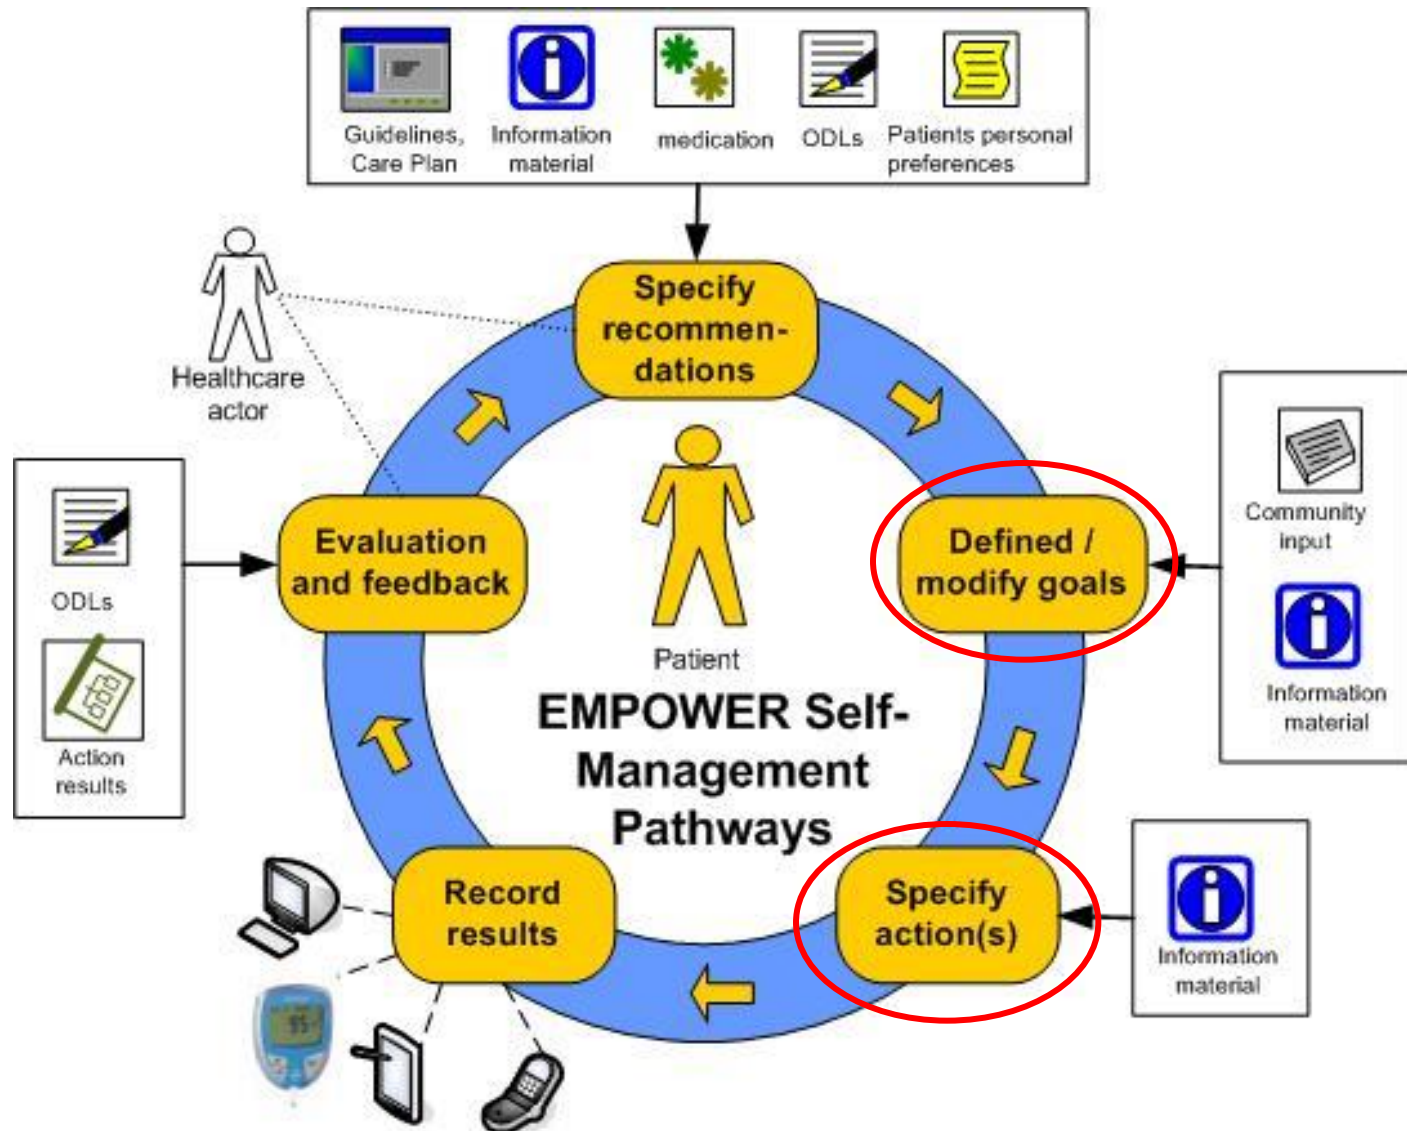 Guidelines,
Care Plan
Information
material
medication
ODLs
Patients personal
preferences
Specify
recommen-
dations
Healthcare
actor
Evaluation
and feedback
Defined /
modify goals
Community
input
Information
material
ODLs
Action
results
Patient
EMPOWER Self-
Management
Pathways
Record
results
Specify
action(s)
Information
material
95